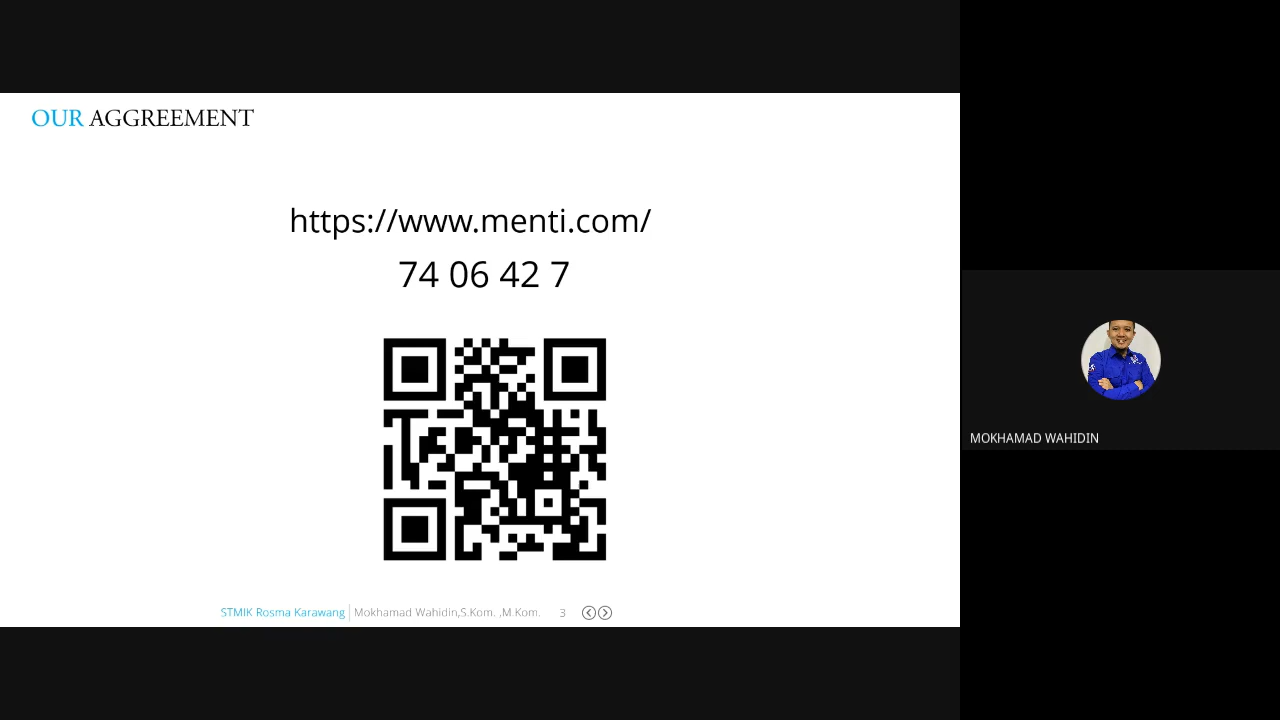 OUR AGGREEMENT
https://www.menti.com/
74 06 42 7
STMIK Rosma Karawang Mokhamad Wahidin,S.Kom. ,M.Kom. 3
MOKHAMAD WAHIDIN